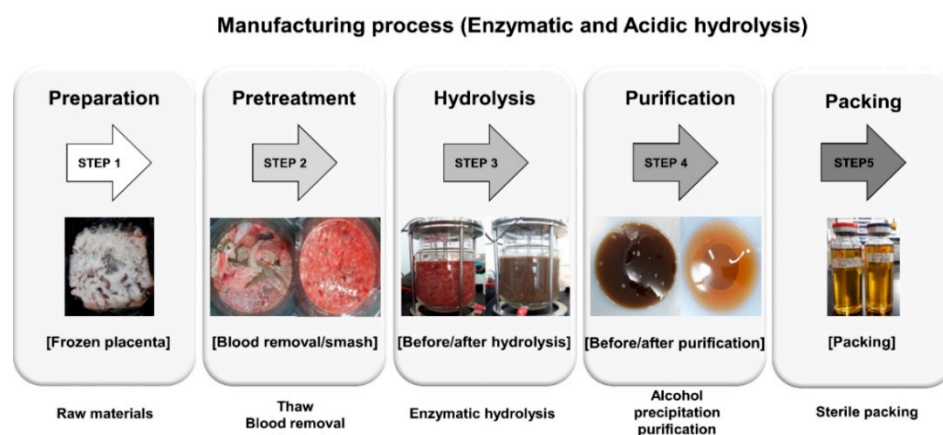 Manufacturing process (Enzymatic and Acidic hydrolysis)
Preparation
STEP 1
[Frozen placenta]
Raw materials
Pretreatment
STEP 2
[Blood removal/smash]
Thaw
Blood removal
Hydrolysis
STEP 3
[Before/after hydrolysis]
Enzymatic hydrolysis
Purification
STEP 4
[Before/after purification]
Alcohol
precipitation
purification
Packing
STEP5
[Packing]
Sterile packing